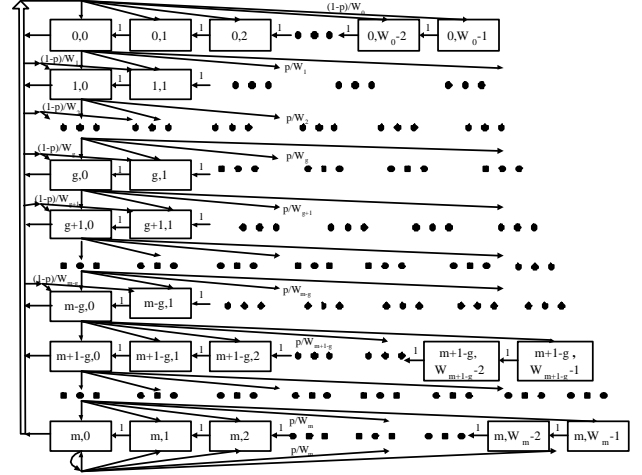 (1-p)/W0
0,0 1 0,1 1 0,2 1 1 0,W0-2 1 0,W0-1
(1-p)/W1 p/W1
1,0 1 1,1 1
(1-p)/W p/W2
(1-p)/Wg p/Wg
g,0 1 g,1 1
(1-p)/Wg+1 p/Wg+1
g+1,0 1 g+1,1 1
(1-p)/Wm-g p/Wm-g
m-g,0 1 m-g,1 1
p/Wm+1-g
m+1-g,0 1 m+1-g,1 1 m+1-g,2 1 1 m+1-g, 1 m+1-g ,
Wm+1-g-2 Wm+1-g-1
p/Wm
m,0 1 m,1 1 m,2 1 1 m,Wm-2 1 m,Wm-1
p/Wm